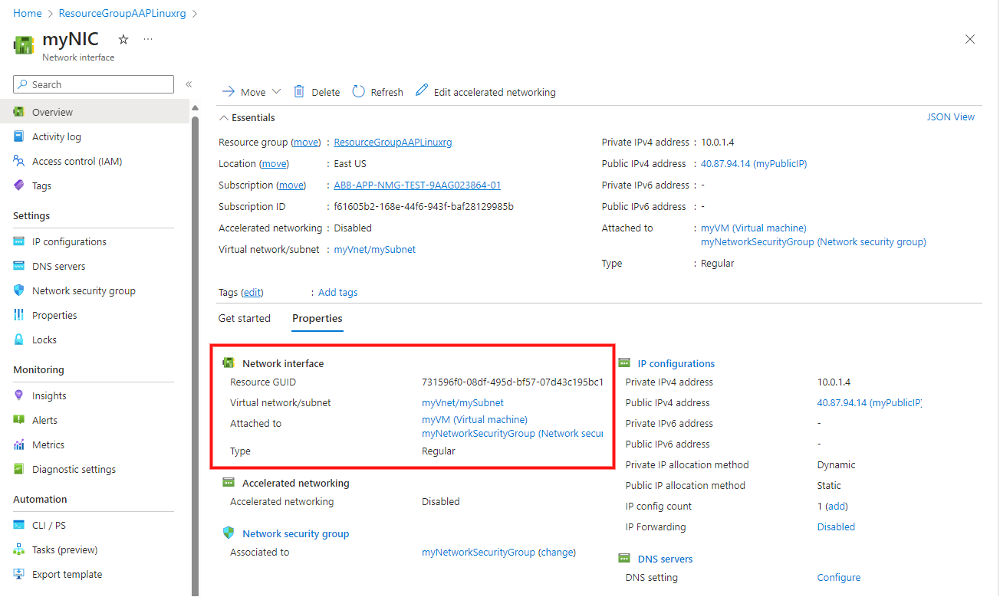 Home > ResourceGroupAAPLinuxrg >
myNIC
Network interface
Search
Overview
Activity log
Access control (IAM)
Tags
Settings
IP configurations
DNS servers
Network security group
Properties
Locks
Monitoring
Insights
Alerts
Metrics
Diagnostic settings
Automation
CLI / PS
Tasks (preview)
Export template
Move Delete Refresh Edit accelerated networking
Essentials JSON View
Resource group (move) : ResourceGroupAAPLinuxrg
Location (move) : East US
Subscription (move) : ABB-APP-NMG-TEST-9AAG023864-01
Subscription ID : f61605b2-168e-44f6-943f-baf28129985b
Accelerated networking : Disabled
Virtual network/subnet : myVnet/mySubnet
Private IPv4 address : 10.0.1.4
Public IPv4 address : 40.87.94.14 (myPublicIP)
Private IPv6 address : -
Public IPv6 address : -
Attached to : myVM (Virtual machine)
myNetworkSecurityGroup (Network security group)
Type : Regular
Tags (edit) : Add tags
Get started Properties
Network interface
Resource GUID 731596f0-08df-495d-bf57-07d43c195bc1
Virtual network/subnet myVnet/mySubnet
Attached to myVM (Virtual machine)
myNetworkSecurityGroup (Network secur
Type Regular
Accelerated networking
Accelerated networking Disabled
Network security group
Associated to myNetworkSecurityGroup (change)
IP configurations
Private IPv4 address 10.0.1.4
Public IPv4 address 40.87.94.14 (myPublicIP)
Private IPv6 address -
Public IPv6 address -
Private IP allocation method Dynamic
Public IP allocation method Static
IP config count 1 (add)
IP Forwarding Disabled
DNS servers
DNS setting Configure